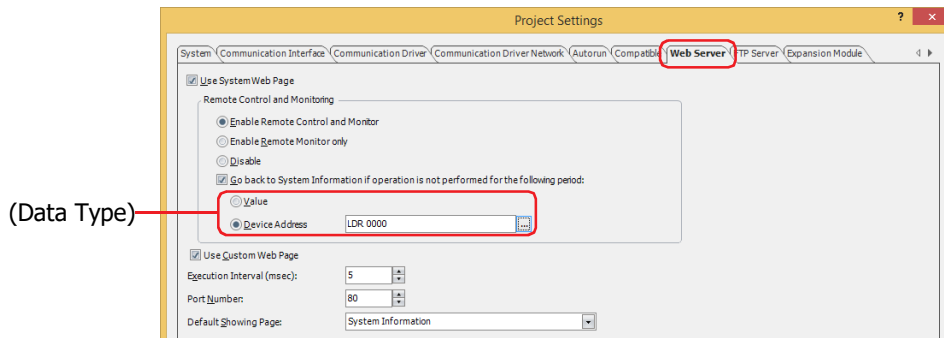 Project Settings
? ×
System Communication Interface Communication Driver Communication Driver Network Autorun Compatible Web Server FTP Server Expansion Module
Use System Web Page
Remote Control and Monitoring
Enable Remote Control and Monitor
Enable Remote Monitor only
Disable
Go back to System Information if operation is not performed for the following period:
Value
(Data Type)
Device Address LDR 0000 ...
Use Custom Web Page
Execution Interval (msec): 5
Port Number: 80
Default Showing Page: System Information